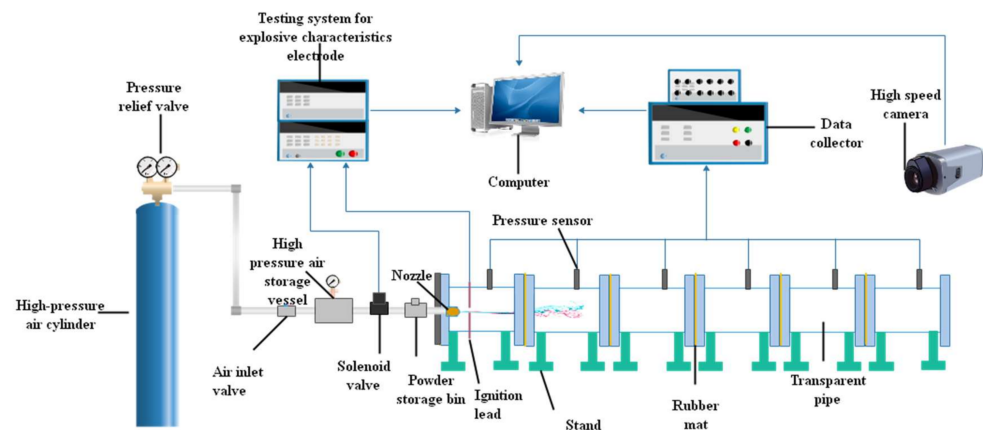 Testing system for
explosive characteristics
electrode
Pressure
relief valve
High speed
camera
Data
collector
Computer
Pressure sensor
High
pressure air
storage
vessel
Nozzle
High-pressure
air cylinder
Air inlet
valve
Solenoid
valve
Powder
storage bin
Ignition
lead
Stand
Rubber
mat
Transparent
pipe